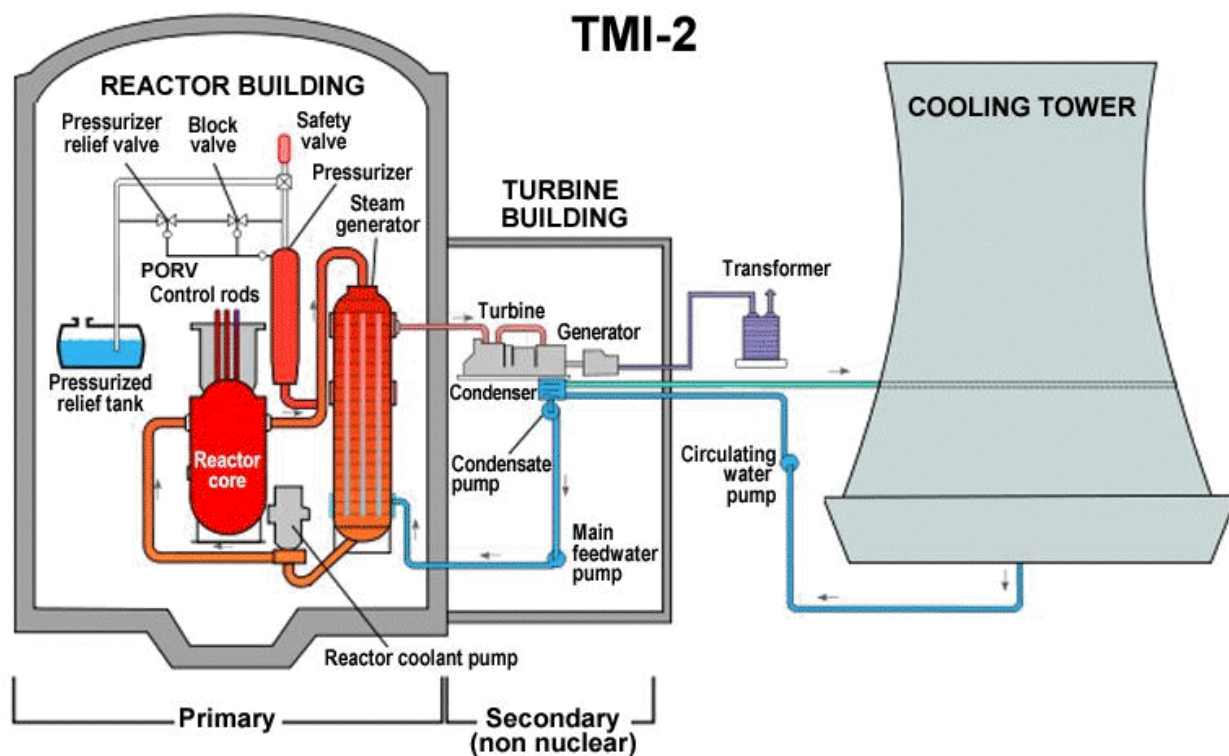 TMI-2
REACTOR BUILDING
Pressurizer
relief valve
Block
valve
Safety
valve
Pressurizer
Steam
generator
PORV
Control rods
Pressurized
relief tank
Reactor
core
Reactor coolant pump
TURBINE
BUILDING
Turbine
Generator
Condenser
Condensate
pump
Main
feedwater
pump
Transformer
COOLING TOWER
Circulating
water
pump
Primary
Secondary
(non nuclear)